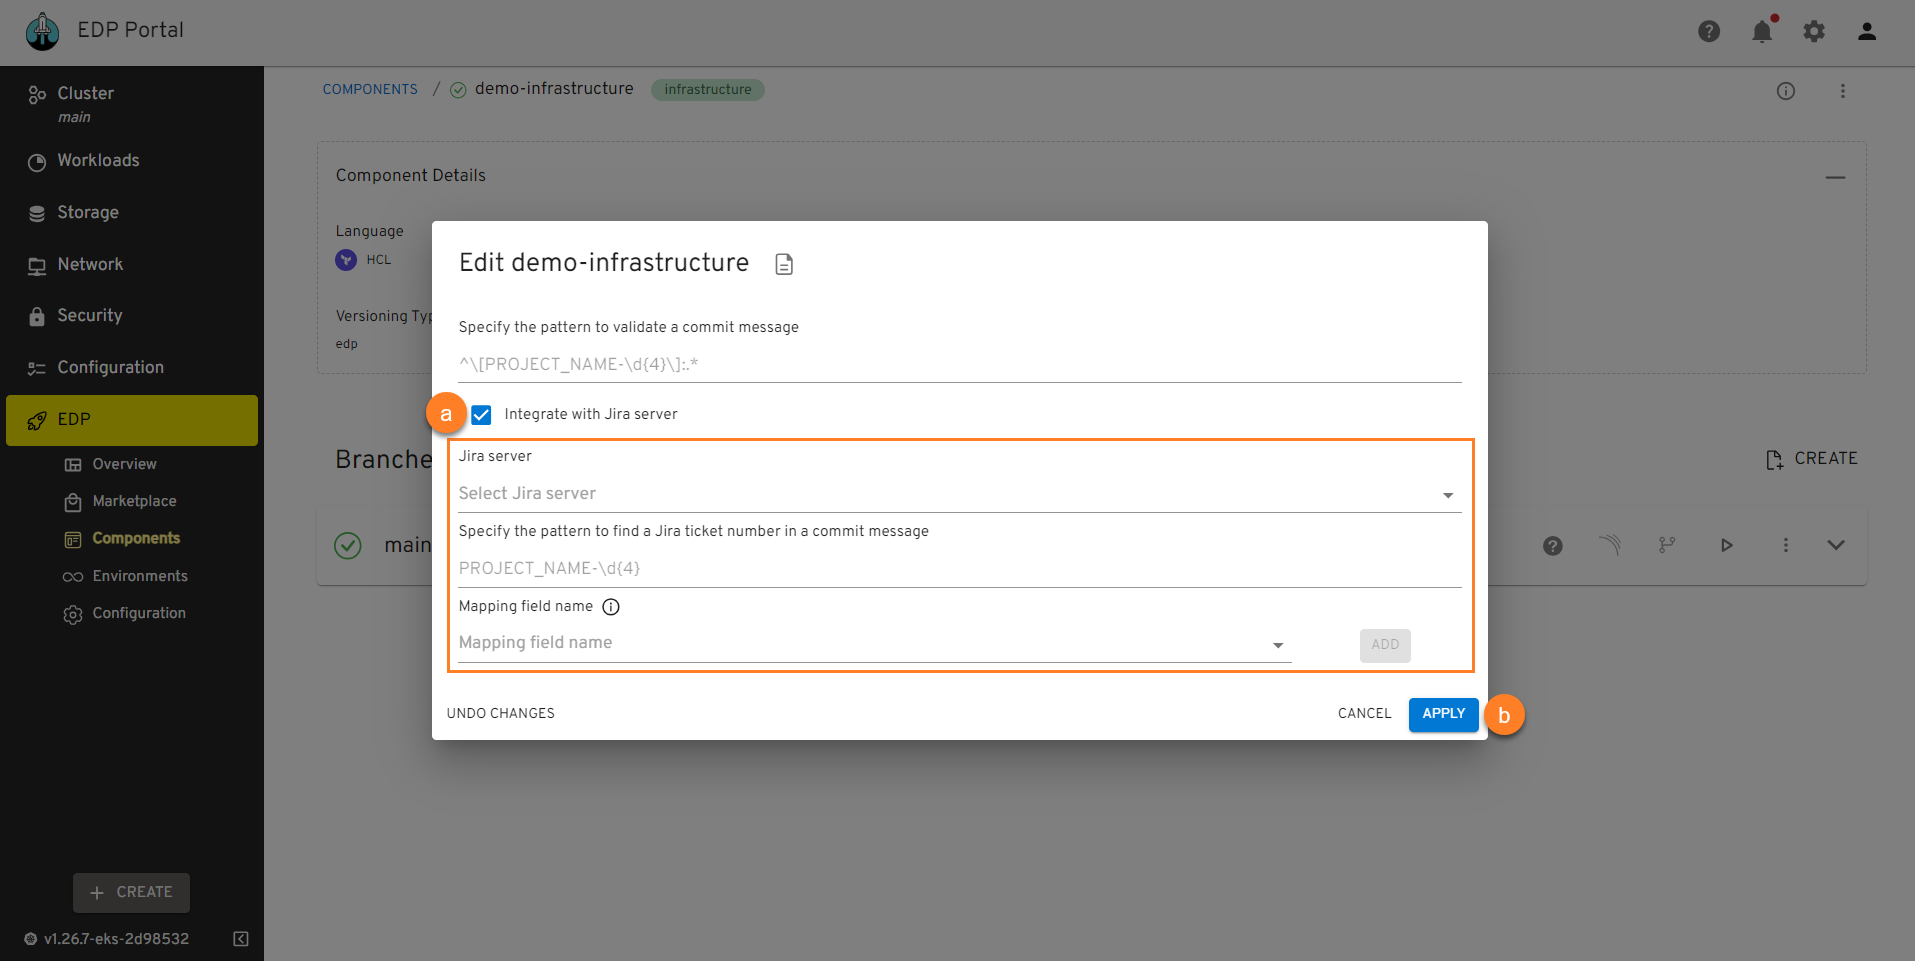 EDP Portal
Cluster
main
Workloads
Storage
Network
Security
Configuration
EDP
Overview
Marketplace
Components
Environments
Configuration
+ CREATE
v1.26.7-eks-2d98532
COMPONENTS / demo-infrastructure infrastructure
Component Details
Language
HCL
Versioning Typ
edp
Branche
CREATE
main
Edit demo-infrastructure
Specify the pattern to validate a commit message
^\[PROJECT_NAME-\d{4}\]:.*
a
Integrate with Jira server
Jira server
Select Jira server
Specify the pattern to find a Jira ticket number in a commit message
PROJECT_NAME-\d{4}
Mapping field name
Mapping field name
ADD
UNDO CHANGES
CANCEL
APPLY
b